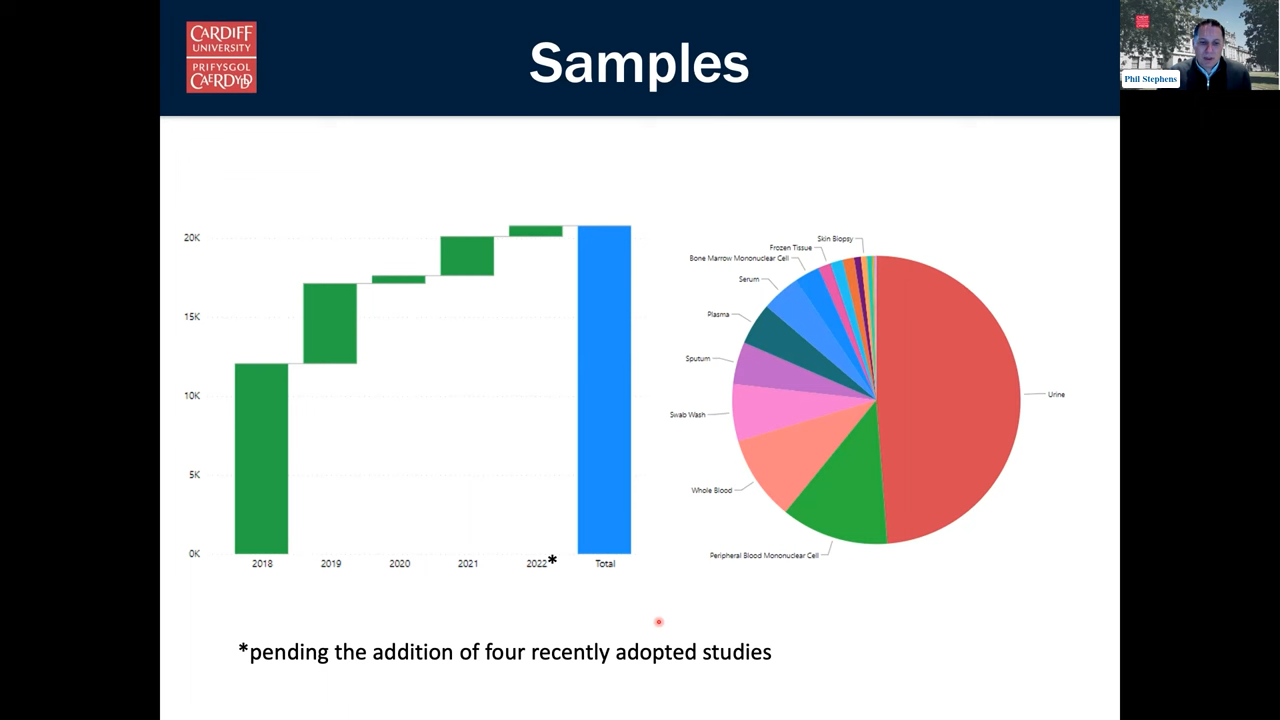 CARDIFF
UNIVERSITY
PRIFYSGOL
CAERDYDD
Samples
Phil Stephens
20K
15K
10K
5K
0K
2018
2019
2020
2021
2022*
Total
Skin Biopsy
Frozen Tissue
Bone Marrow Mononuclear Cell
Serum
Plasma
Sputum
Swab Wash
Whole Blood
Peripheral Blood Mononuclear Cell
Urine
*pending the addition of four recently adopted studies